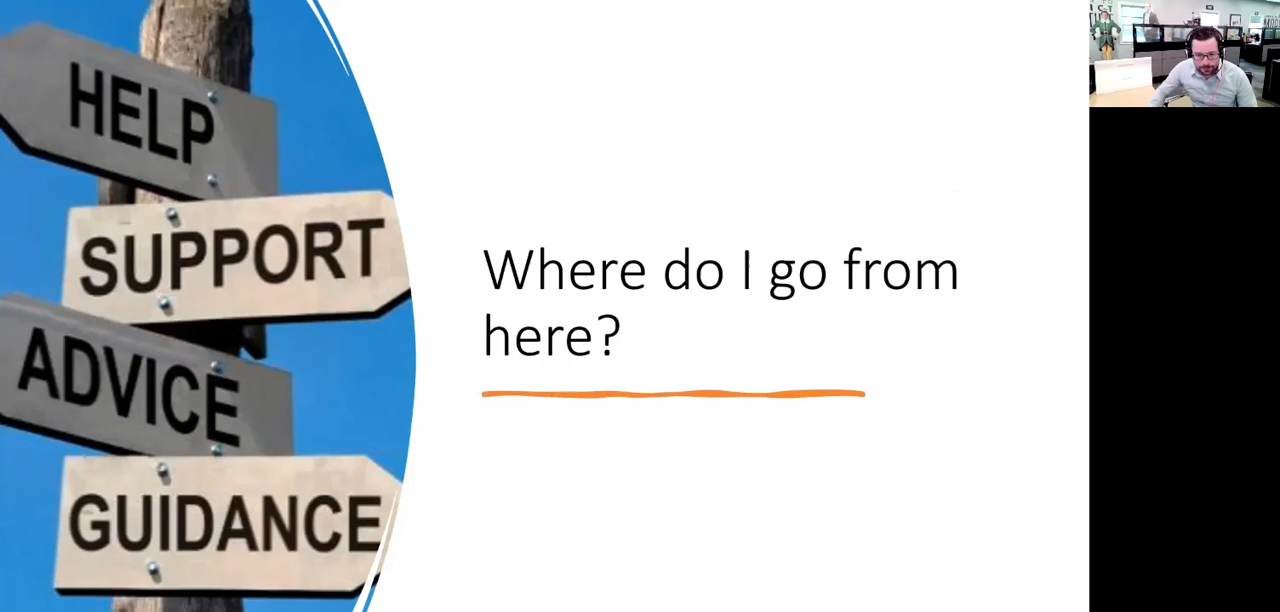 HELP
SUPPORT
ADVICE
GUIDANCE
Where do I go from
here?